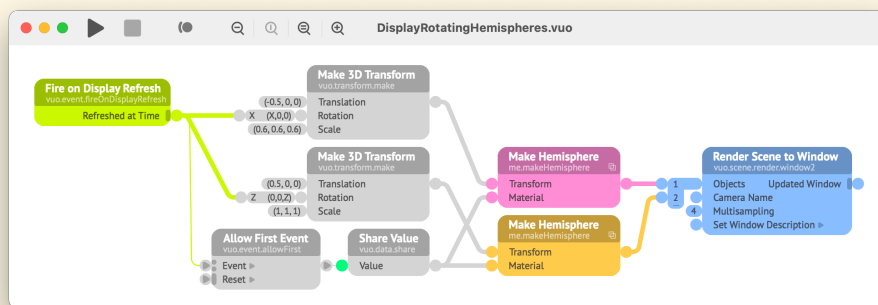 DisplayRotatingHemispheres.vuo
Fire on Display Refresh
vuo.event.fireOnDisplayRefresh
Refreshed at Time
Make 3D Transform
vuo.transform.make
(-0.5, 0, 0) Translation
X (X,0,0) Rotation
(0.6, 0.6, 0.6) Scale
Make 3D Transform
vuo.transform.make
(0.5, 0, 0) Translation
Z (0,0,Z) Rotation
(1, 1, 1) Scale
Allow First Event
vuo.event.allowFirst
Event
Reset
Share Value
vuo.data.share
Value
Make Hemisphere
me.makeHemisphere
Transform
Material
Make Hemisphere
me.makeHemisphere
Transform
Material
Render Scene to Window
vuo.scene.render.window2
1 Objects Updated Window
2 Camera Name
4 Multisampling
Set Window Description